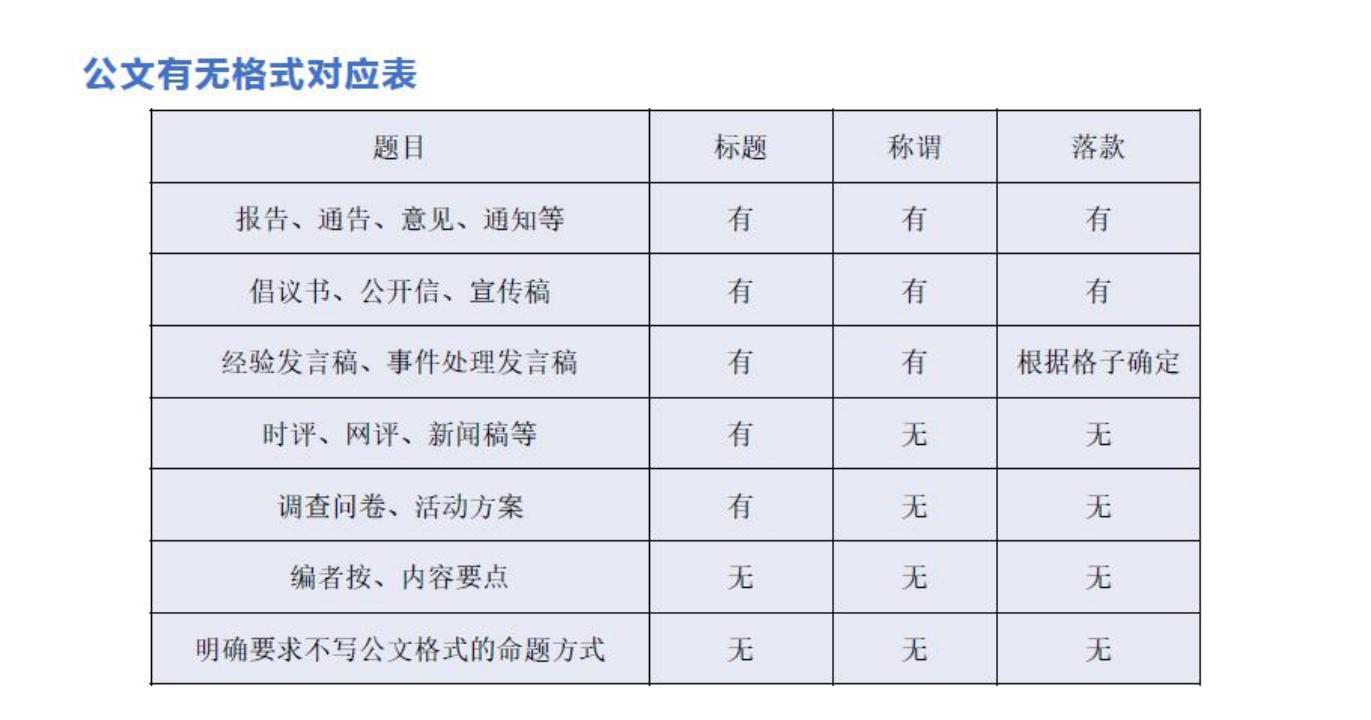 公文有无格式对应表
题目 标题 称谓 落款
报告、通告、意见、通知等 有 有 有
倡议书、公开信、宣传稿 有 有 有
经验发言稿、事件处理发言稿 有 有 根据格子确定
时评、网评、新闻稿等 有 无 无
调查问卷、活动方案 有 无 无
编者按、内容要点 无 无 无
明确要求不写公文格式的命题方式 无 无 无